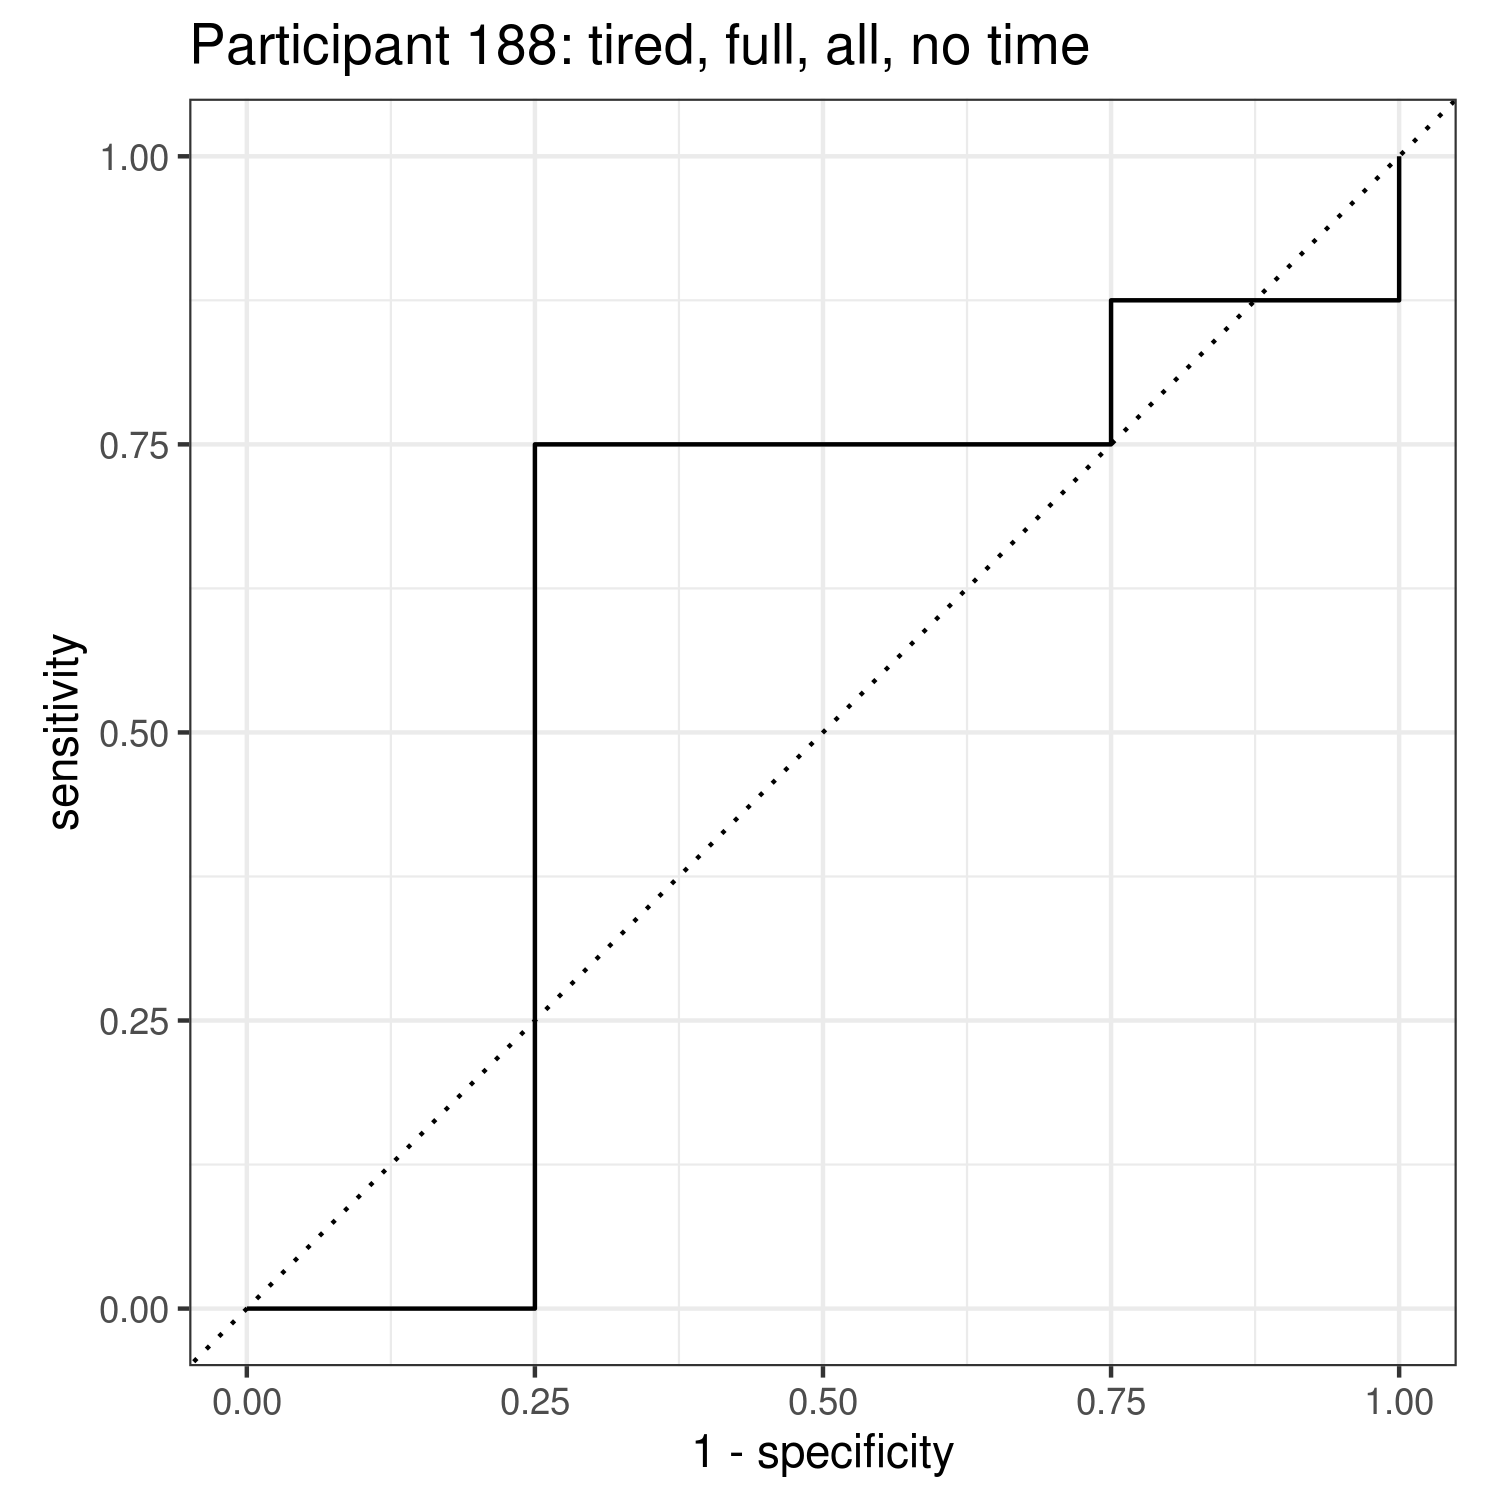 Participant 188: tired, full, all, no time
1.00
0.75
0.50
0.25
0.00
sensitivity
0.00 0.25 0.50 0.75 1.00
1 - specificity